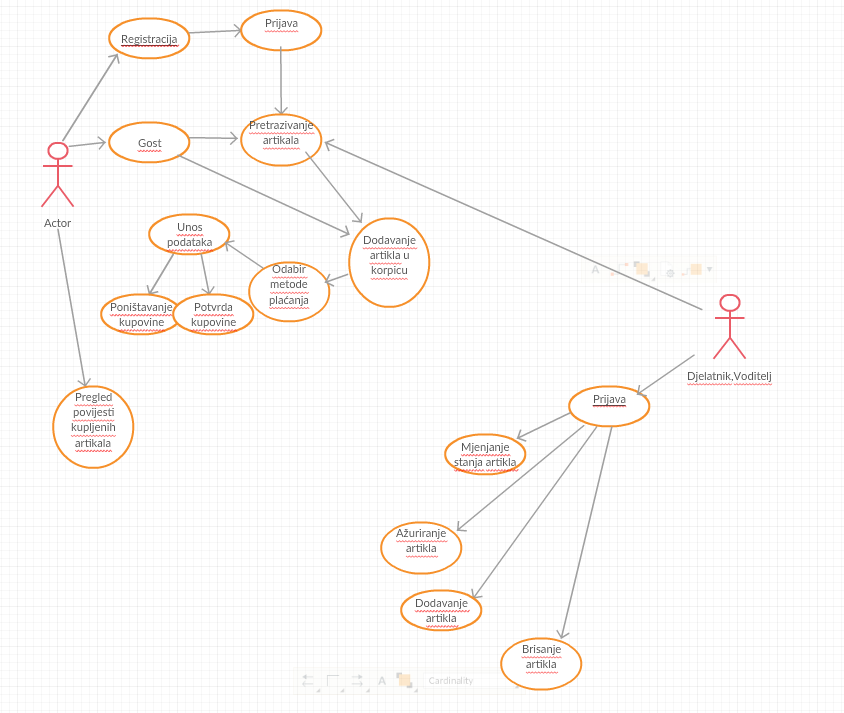 Prijava
Registracija
Pretrazivanje
artikala
Gost
Actor
Unos
podataka
Dodavanje
artikla u
korpicu
Odabir
metode
plaćanja
Poništavanje
kupovine
Potvrda
kupovine
A
Djelatnik,Voditelj
Pregled
povijesti
kupljenih
artikala
Prijava
Mjenjanje
stanja artikla
Ažuriranje
artikla
Dodavanje
artikla
Brisanje
artikla
A
Cardinality